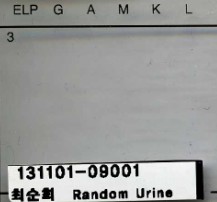 ELP G A M K L
3
131101-09001
최순희 Random Urine